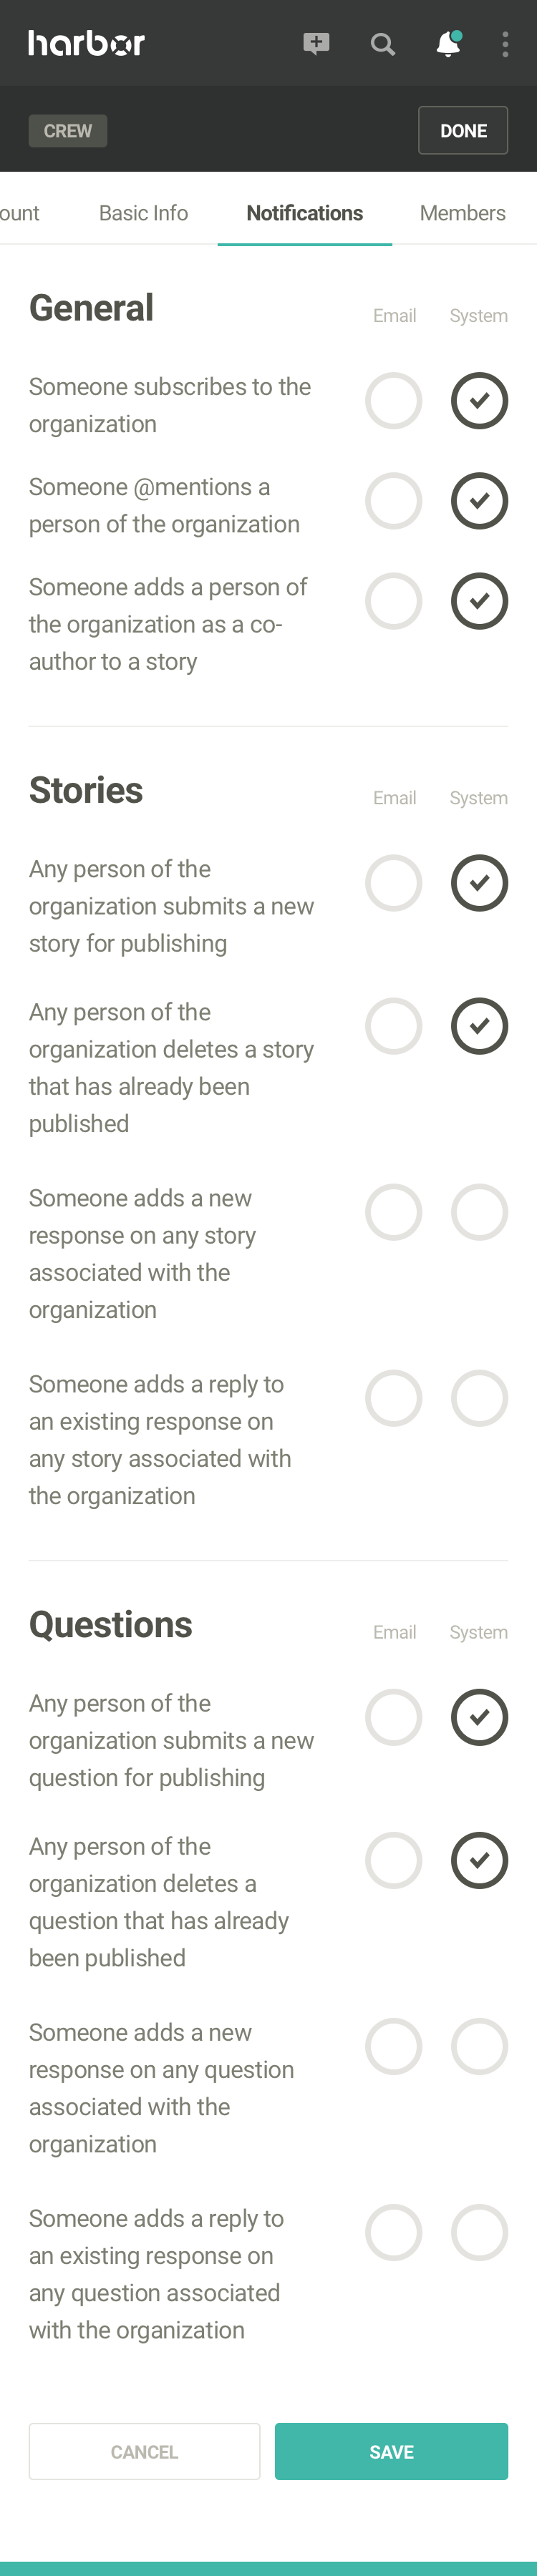 harbor
CREW
DONE
ount
Basic Info
Notifications
Members
General
Email
System
Someone subscribes to the
organization
Someone @mentions a
person of the organization
Someone adds a person of
the organization as a co-
author to a story
Stories
Email
System
Any person of the
organization submits a new
story for publishing
Any person of the
organization deletes a story
that has already been
published
Someone adds a new
response on any story
associated with the
organization
Someone adds a reply to
an existing response on
any story associated with
the organization
Questions
Email
System
Any person of the
organization submits a new
question for publishing
Any person of the
organization deletes a
question that has already
been published
Someone adds a new
response on any question
associated with the
organization
Someone adds a reply to
an existing response on
any question associated
with the organization
CANCEL
SAVE